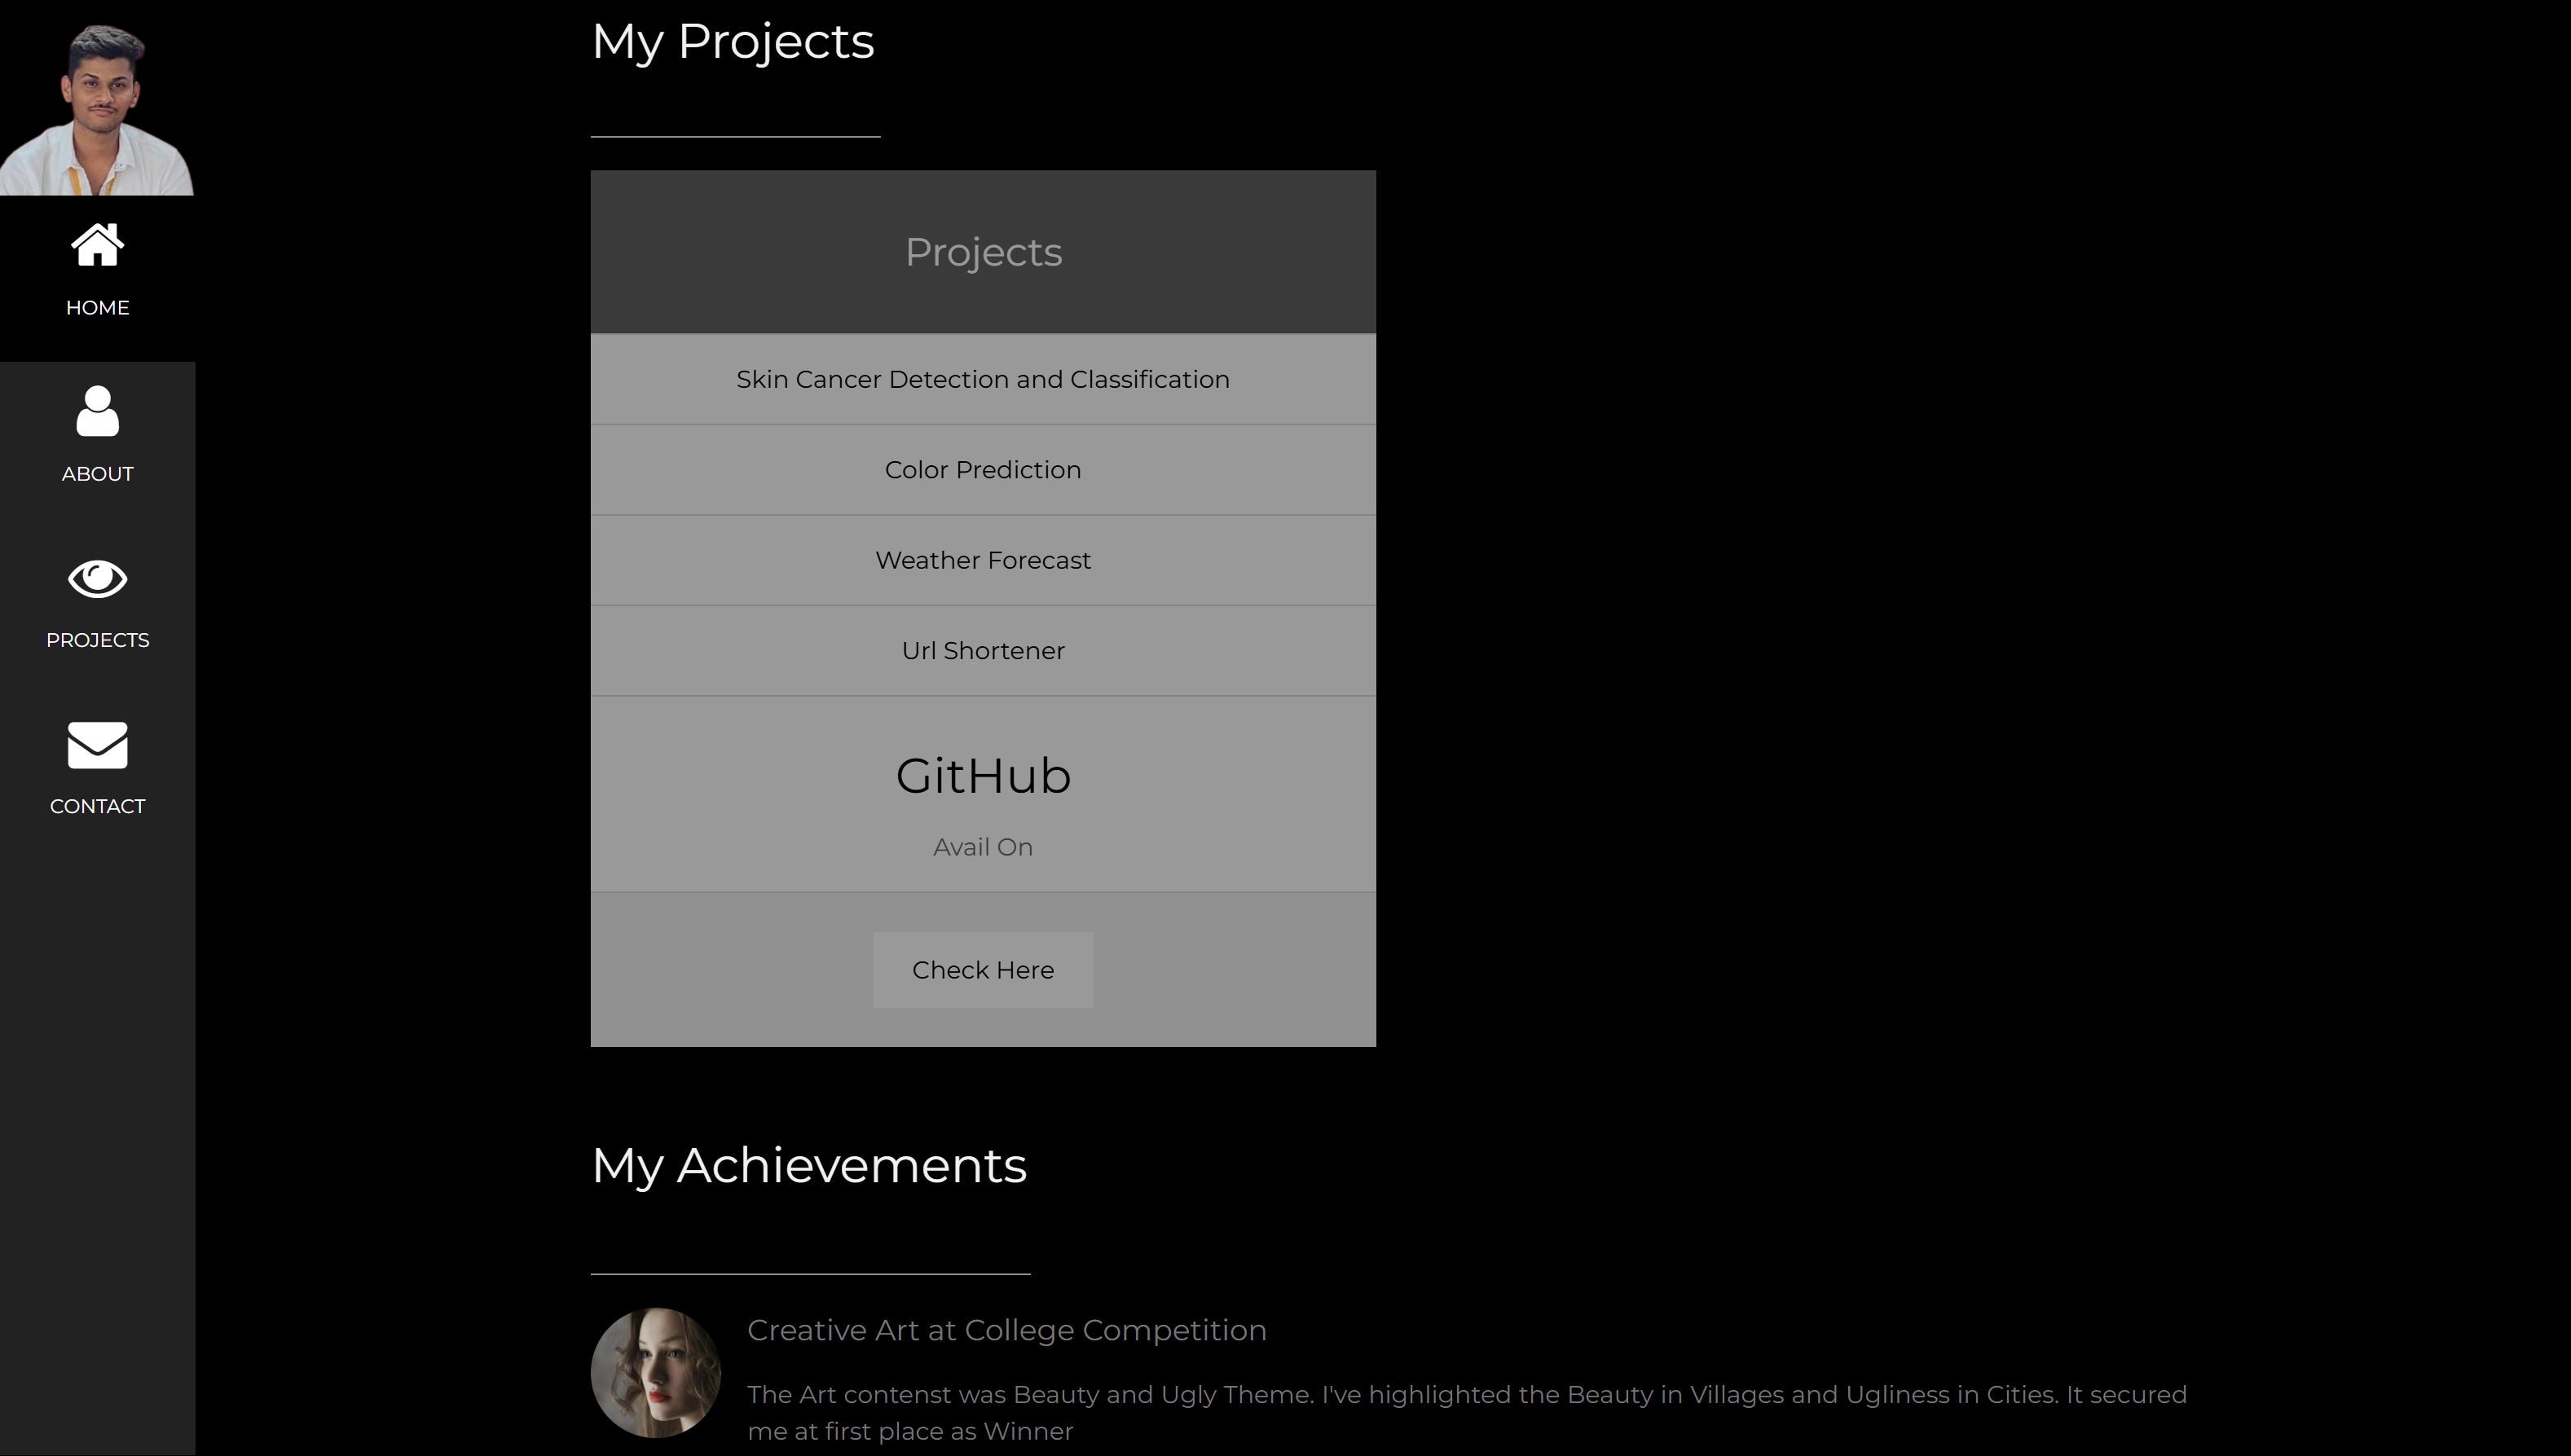 HOME
ABOUT
PROJECTS
CONTACT
My Projects
Projects
Skin Cancer Detection and Classification
Color Prediction
Weather Forecast
Url Shortener
GitHub
Avail On
Check Here
My Achievements
Creative Art at College Competition
The Art contenst was Beauty and Ugly Theme. I've highlighted the Beauty in Villages and Ugliness in Cities. It secured
me at first place as Winner